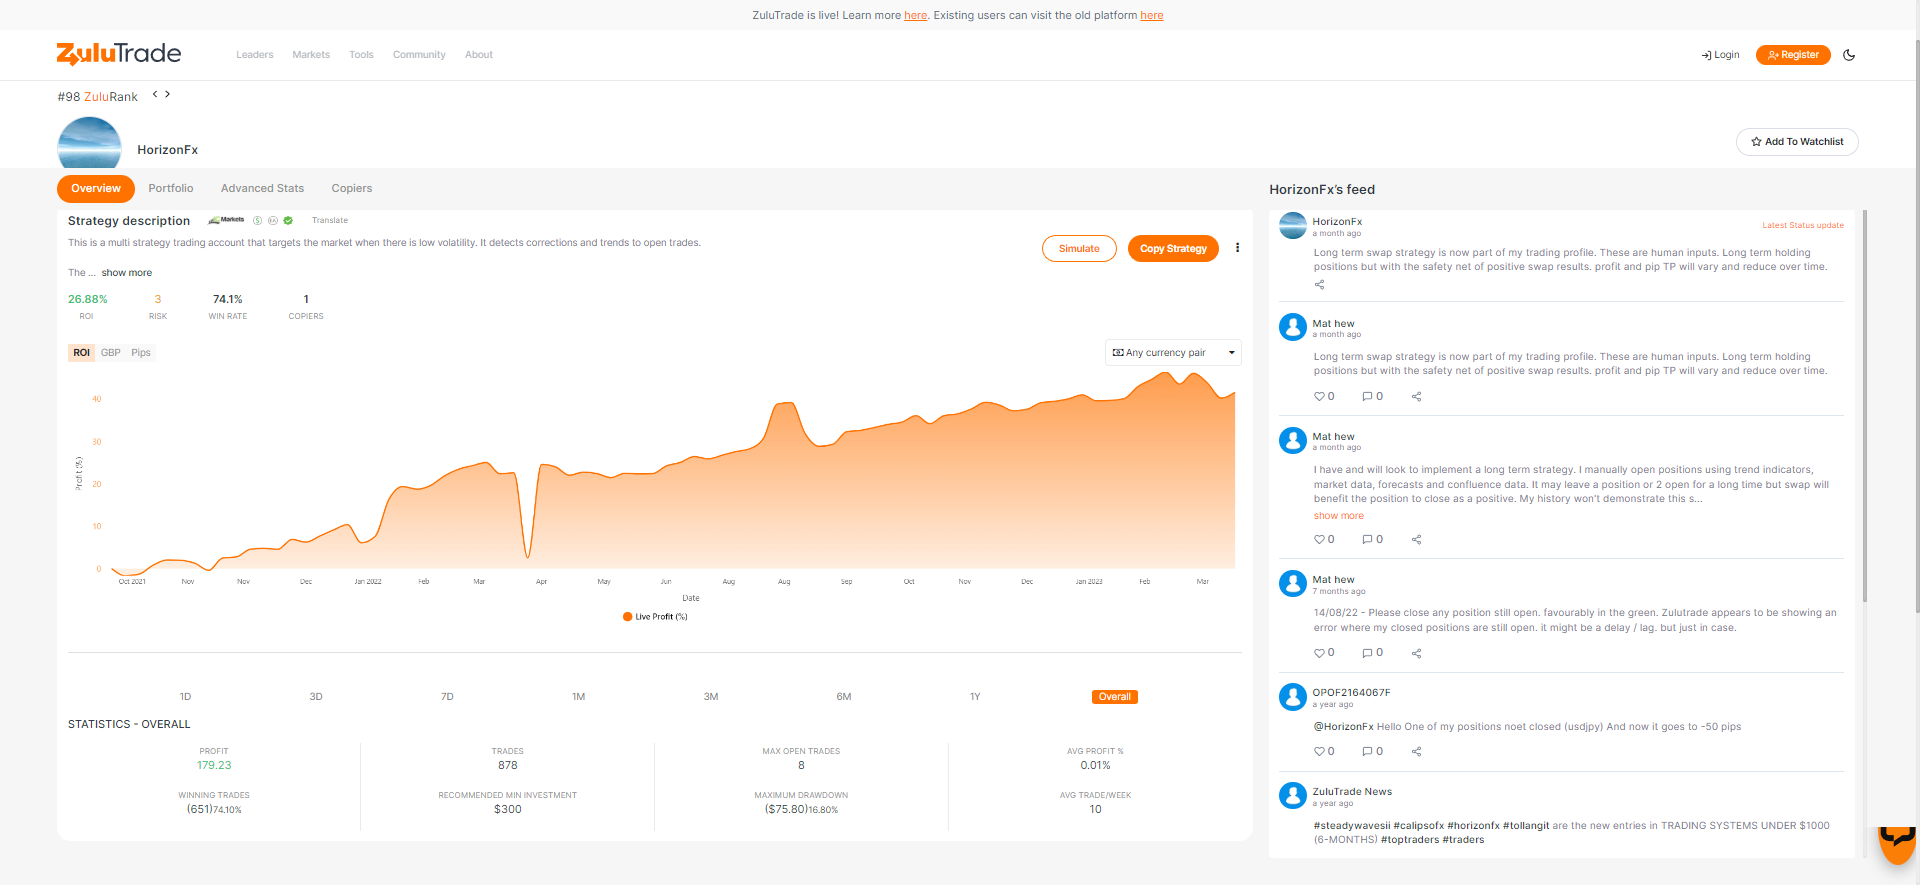 ZuluTrade is live! Learn more here. Existing users can visit the old platform here
ZuluTrade
Leaders Markets Tools Community About
Login Register
#98 ZuluRank
HorizonFx
Add To Watchlist
Overview Portfolio Advanced Stats Copiers
Strategy description Markets EA Translate
This is a multi strategy trading account that targets the market when there is low volatility. It detects corrections and trends to open trades.
The ... show more
Simulate Copy Strategy
26.88% 3 74.1% 1
ROI RISK WIN RATE COPIERS
ROI GBP Pips
Any currency pair
40
30
20
10
0
Profit (%)
Oct 2021 Nov Nov Dec Jan 2022 Feb Mar Apr May Jun Aug Aug Sep Oct Nov Dec Jan 2023 Feb Mar
Date
Live Profit (%)
1D 3D 7D 1M 3M 6M 1Y Overall
STATISTICS - OVERALL
PROFIT TRADES MAX OPEN TRADES AVG PROFIT %
179.23 878 8 0.01%
WINNING TRADES RECOMMENDED MIN INVESTMENT MAXIMUM DRAWDOWN AVG TRADE/WEEK
(651)74.10% $300 ($75.80)16.80% 10
HorizonFx's feed
HorizonFx
a month ago
Latest Status update
Long term swap strategy is now part of my trading profile. These are human inputs. Long term holding
positions but with the safety net of positive swap results. profit and pip TP will vary and reduce over time.
Mat hew
a month ago
Long term swap strategy is now part of my trading profile. These are human inputs. Long term holding
positions but with the safety net of positive swap results. profit and pip TP will vary and reduce over time.
0 0
Mat hew
a month ago
I have and will look to implement a long term strategy. I manually open positions using trend indicators,
market data, forecasts and confluence data. It may leave a position or 2 open for a long time but swap will
benefit the position to close as a positive. My history won't demonstrate this s...
show more
0 0
Mat hew
7 months ago
14/08/22 - Please close any position still open. favourably in the green. Zulutrade appears to be showing an
error where my closed positions are still open. it might be a delay / lag. but just in case.
0 0
OPOF2164067F
a year ago
@HorizonFx Hello One of my positions noet closed (usdjpy) And now it goes to -50 pips
0 0
ZuluTrade News
a year ago
#steadywavesii #calipsofx #horizonfx #tollangit are the new entries in TRADING SYSTEMS UNDER $1000
(6-MONTHS) #toptraders #traders